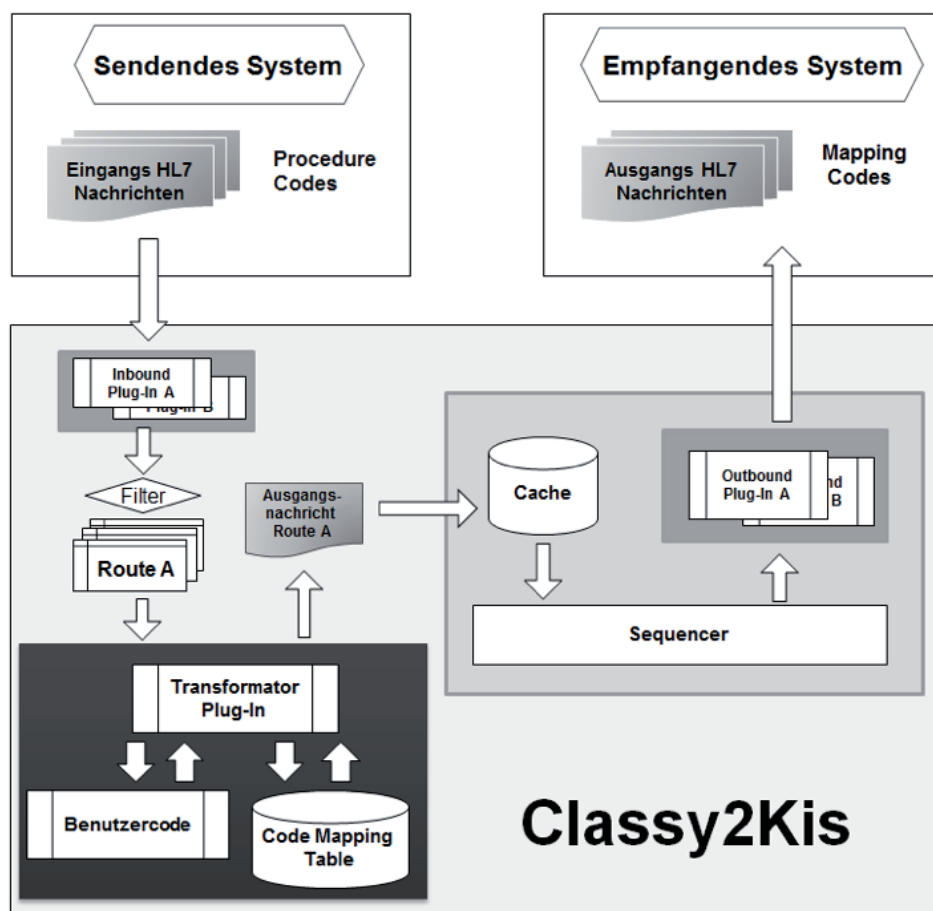 Sendendes System
Eingangs HL7
Nachrichten
Procedure
Codes
Empfangendes System
Ausgangs HL7
Nachrichten
Mapping
Codes
Inbound
Plug-In A
Plug-In B
Filter
Route A
Ausgangs-
nachricht
Route A
Cache
Outbound
Plug-In A
nd
B
Sequencer
Transformator
Plug-In
Benutzercode
Code Mapping
Table
Classy2Kis